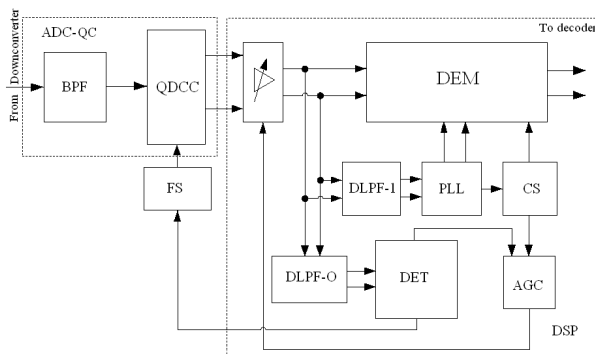 To decoder
ADC-QC
From Downconverter
BPF
QDCC
DEM
FS
DLPF-1
PLL
CS
DLPF-O
DET
AGC
DSP